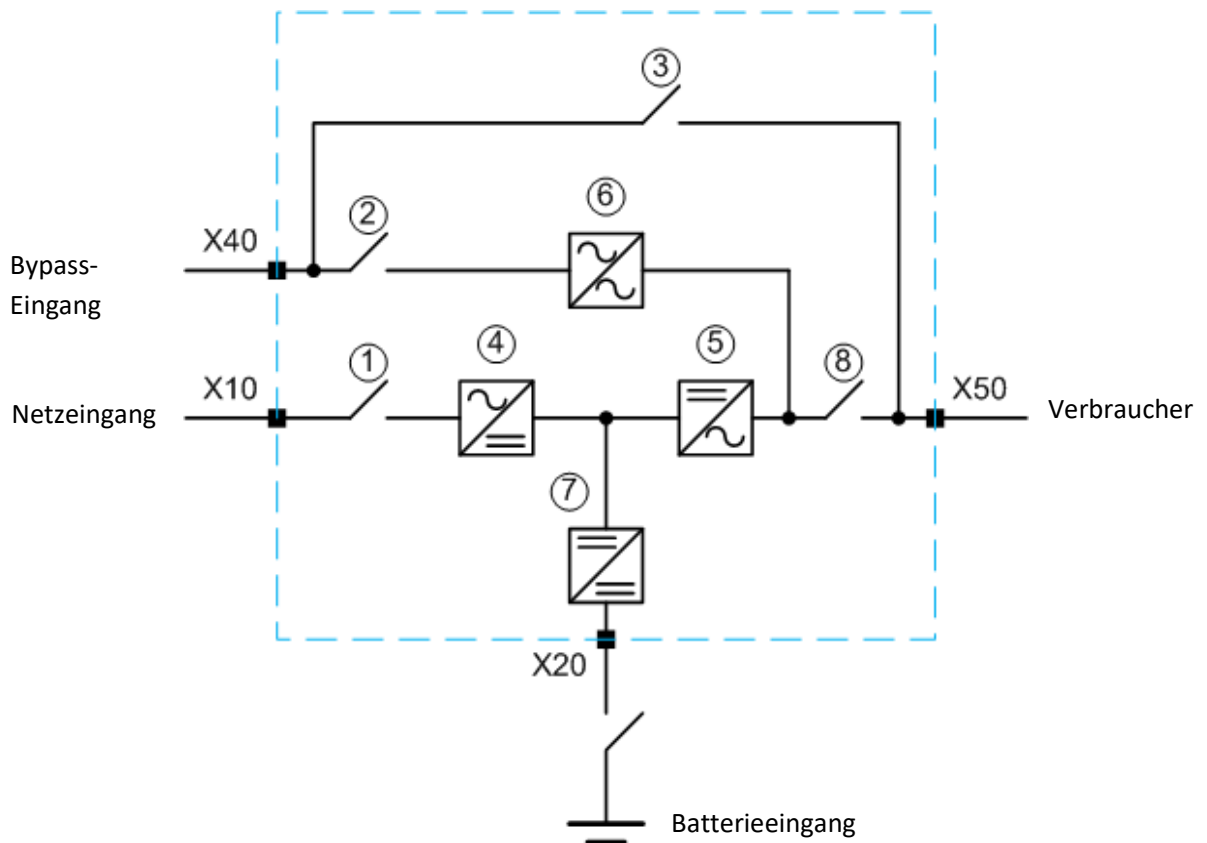 ③
⑥
②
X40
Bypass-
Eingang
④
⑤
①
⑧
X10
X50
Netzeingang
Verbraucher
⑦
X20
Batterieeingang